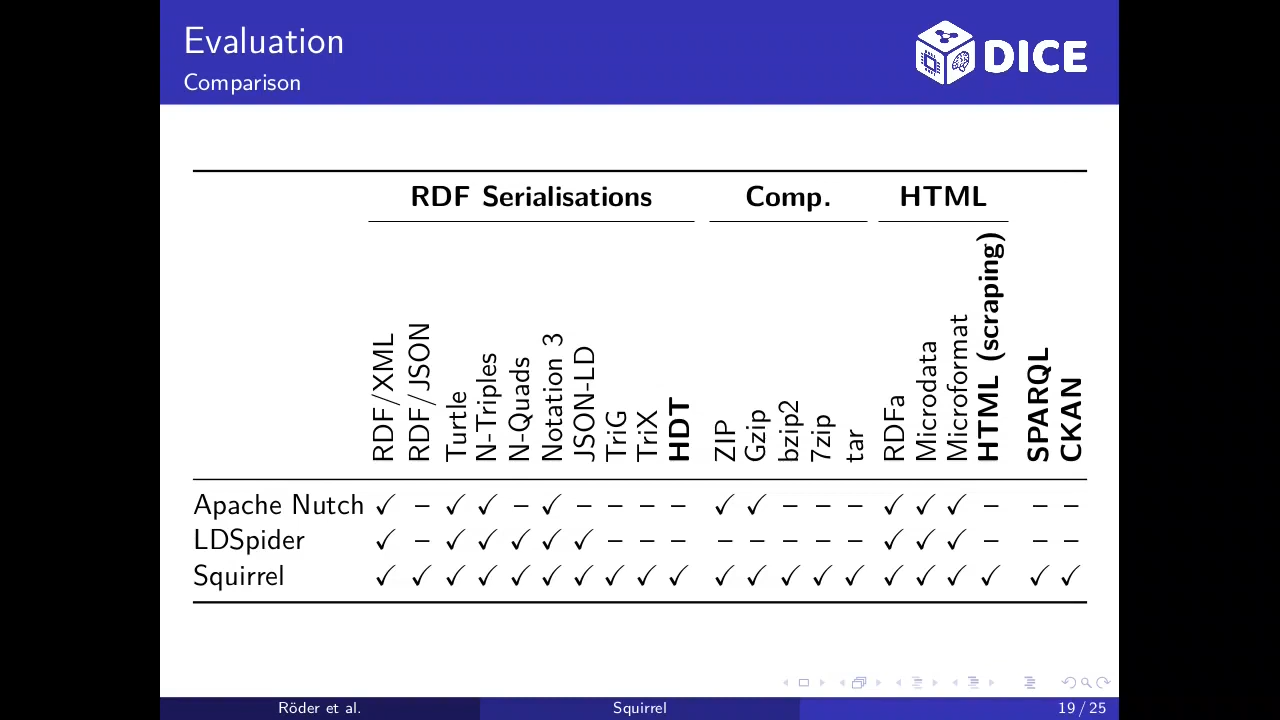 Evaluation
Comparison
DICE
RDF Serialisations Comp. HTML
RDF/XML RDF/JSON Turtle N-Triples N-Quads Notation 3 JSON-LD TriG TriX HDT ZIP Gzip bzip2 7zip tar RDFa Microdata Microformat HTML (scraping) SPARQL CKAN
Apache Nutch ✓ – ✓ ✓ – ✓ – – – – ✓ ✓ – – – ✓ ✓ ✓ – – –
LDSpider ✓ – ✓ ✓ ✓ ✓ ✓ – – – – – – – – ✓ ✓ ✓ – – –
Squirrel ✓ ✓ ✓ ✓ ✓ ✓ ✓ ✓ ✓ ✓ ✓ ✓ ✓ ✓ ✓ ✓ ✓ ✓ ✓ ✓ ✓
Röder et al. Squirrel 19 / 25